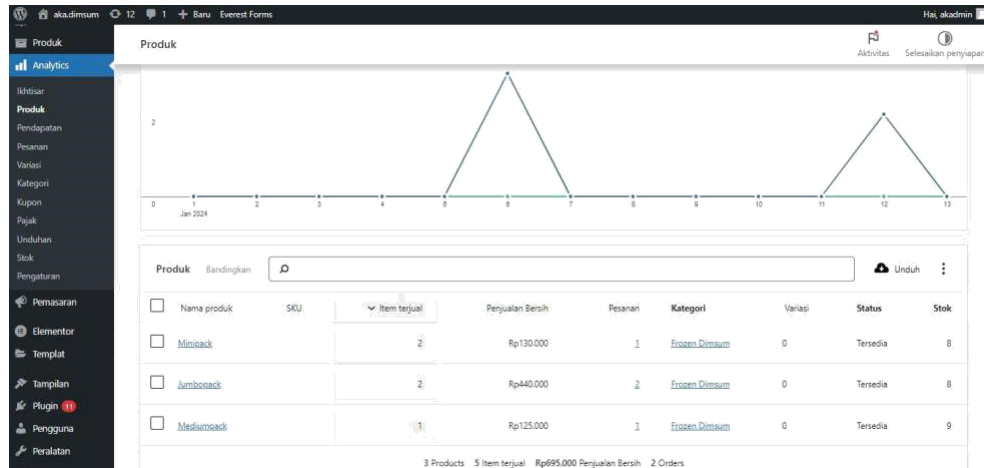 aka.dimsum 12 1 + Baru Everest Forms Hai, akadmin
Produk
Analytics
Ikhtisar
Produk
Pendapatan
Pesanan
Variasi
Kategori
Kupon
Pajak
Unduhan
Stok
Pengaturan
Pemasaran
Elementor
Templat
Tampilan
Plugin 11
Pengguna
Peralatan
Produk
Aktivitas Selesaikan penyiapan
2
0 1 2 3 4 5 6 7 8 9 10 11 12 13
Jan 2024
Produk Bandingkan Unduh
Nama produk SKU Item terjual Penjualan Bersih Pesanan Kategori Variasi Status Stok
Minipack 2 Rp130.000 1 Frozen Dimsum 0 Tersedia 8
Jumbopack 2 Rp440.000 2 Frozen Dimsum 0 Tersedia 8
Mediumpack 1 Rp125.000 1 Frozen Dimsum 0 Tersedia 9
3 Products 5 Item terjual Rp695.000 Penjualan Bersih 2 Orders